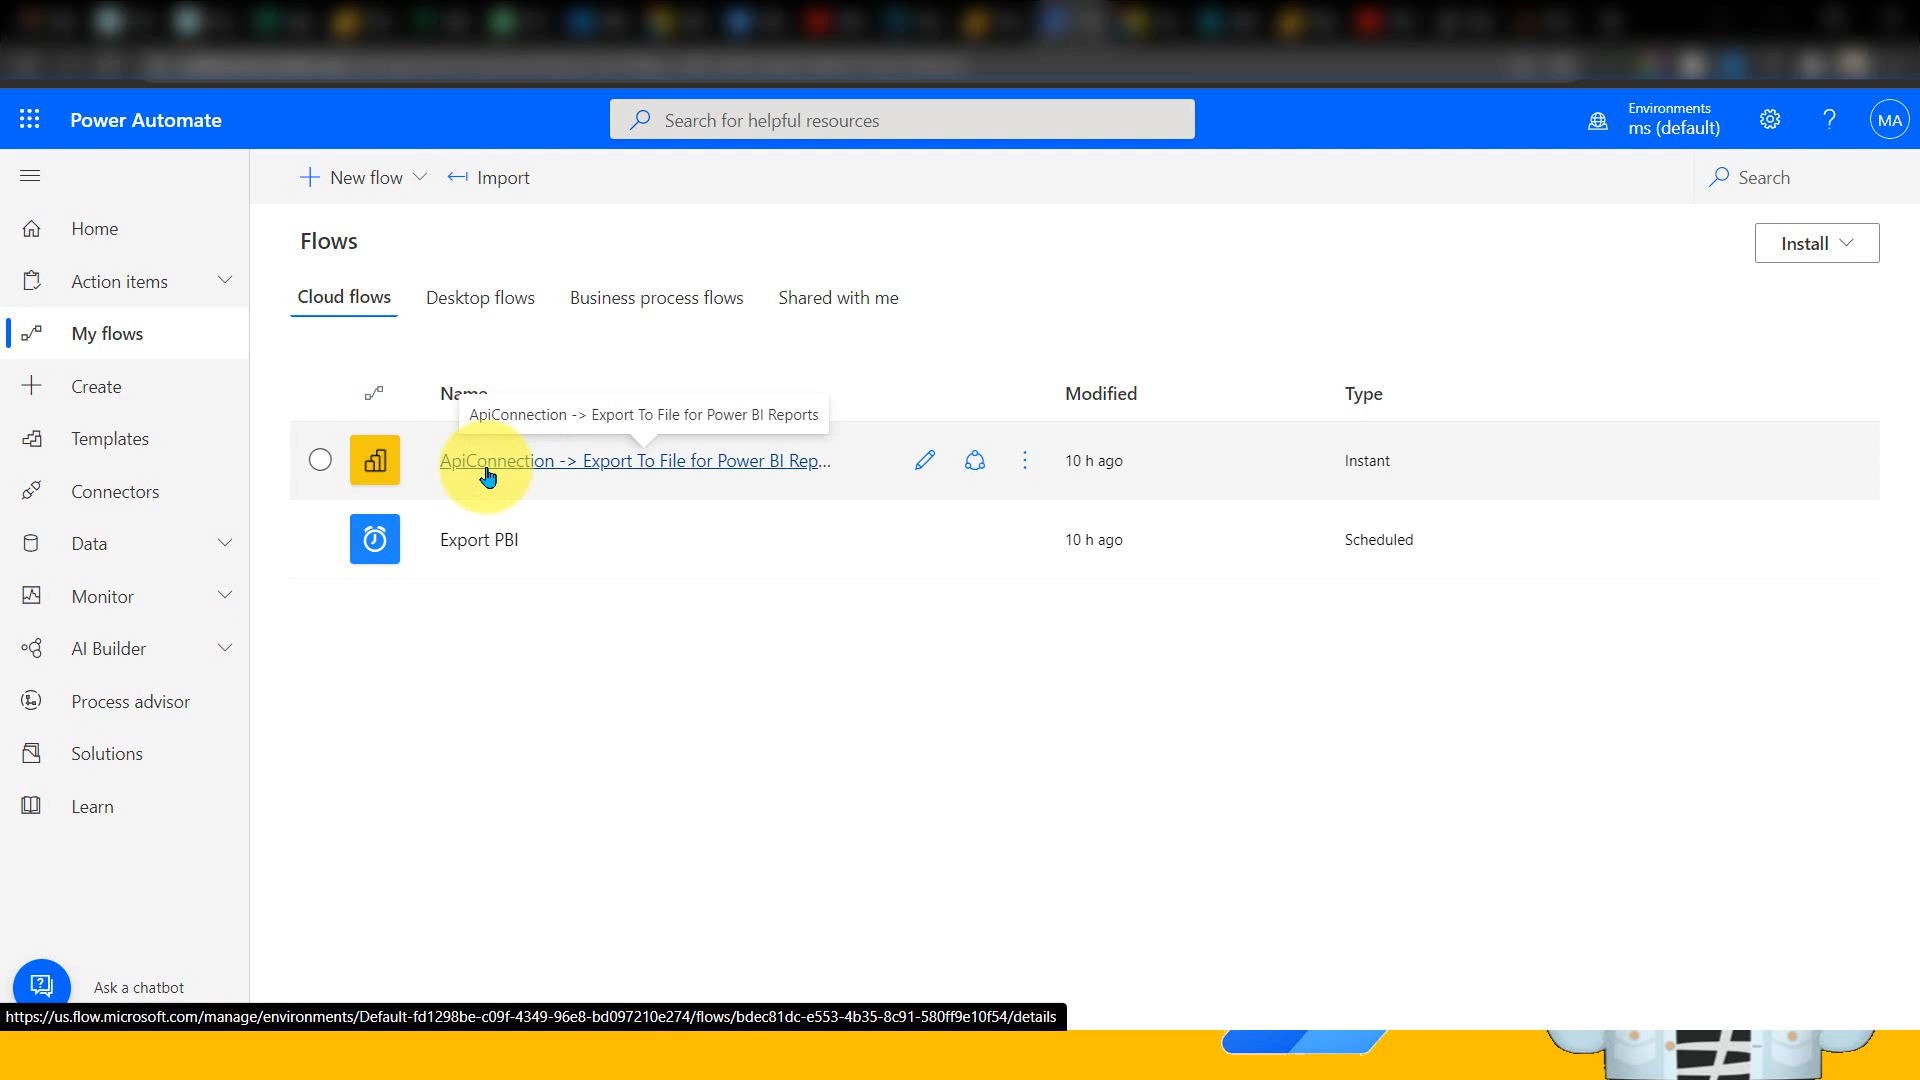 Power Automate
Search for helpful resources
Environments
ms (default)
?
MA
New flow
Import
Search
Home
Action items
My flows
Create
Templates
Connectors
Data
Monitor
AI Builder
Process advisor
Solutions
Learn
Ask a chatbot
Flows
Install
Cloud flows
Desktop flows
Business process flows
Shared with me
Name
Modified
Type
ApiConnection -> Export To File for Power BI Reports
ApiConnection -> Export To File for Power BI Rep...
10 h ago
Instant
Export PBI
10 h ago
Scheduled
https://us.flow.microsoft.com/manage/environments/Default-fd1298be-c09f-4349-96e8-bd097210e274/flows/bdec81dc-e553-4b35-8c91-580ff9e10f54/details